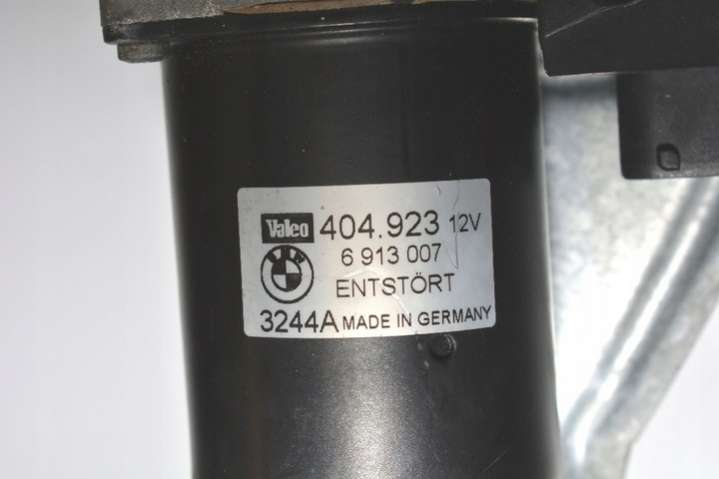 Valeo 404.923 12V
6 913 007
ENTSTÖRT
3244A MADE IN GERMANY